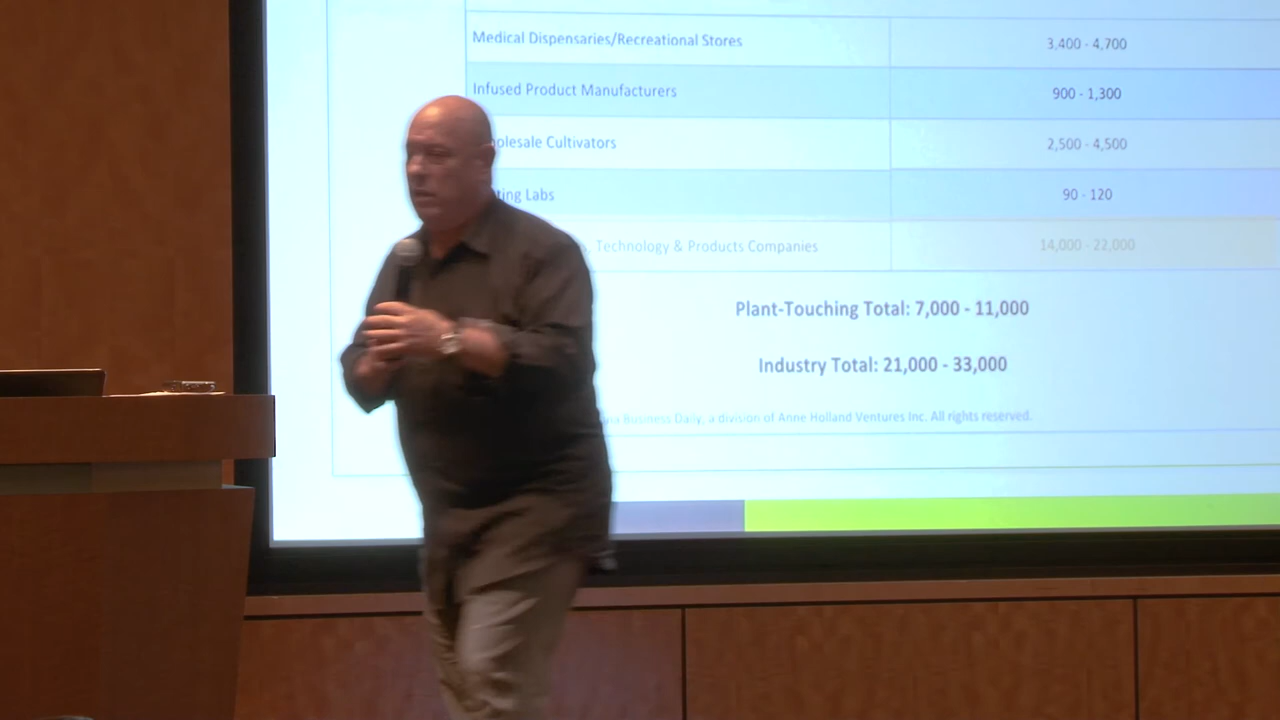 Medical Dispensaries/Recreational Stores 3,400 - 4,700
Infused Product Manufacturers 900 - 1,300
olesale Cultivators 2,500 - 4,500
ting Labs 90 - 120
Technology & Products Companies 14,000 - 22,000
Plant-Touching Total: 7,000 - 11,000
Industry Total: 21,000 - 33,000
Business Daily, a division of Anne Holland Ventures Inc. All rights reserved.